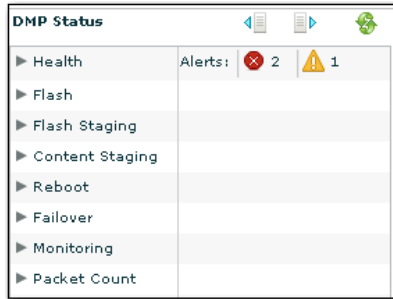 DMP Status
Health Alerts: 2 1
Flash
Flash Staging
Content Staging
Reboot
Failover
Monitoring
Packet Count